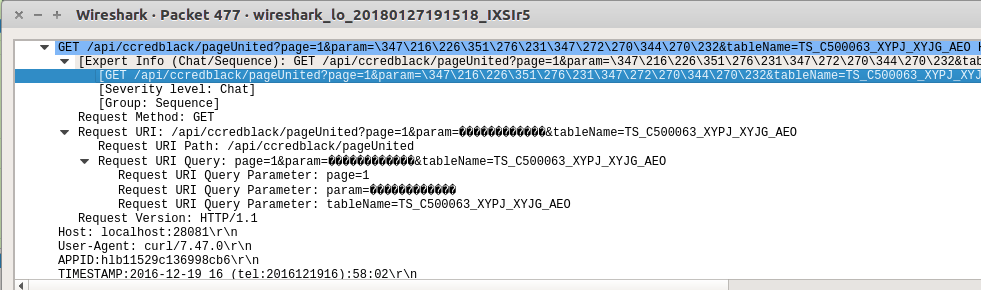 Wireshark · Packet 477 · wireshark_lo_20180127191518_IXSIr5
GET /api/ccredblack/pageUnited?page=1&param=\347\216\226\351\276\231\347\272\270\344\270\232&tableName=TS_C500063_XYPJ_XYJG_AEO H
[Expert Info (Chat/Sequence): GET /api/ccredblack/pageUnited?page=1&param=\347\216\226\351\276\231\347\272\270\344\270\232&tab
[GET /api/ccredblack/pageUnited?page=1&param=\347\216\226\351\276\231\347\272\270\344\270\232&tableName=TS_C500063_XYPJ_XYJ
[Severity level: Chat]
[Group: Sequence]
Request Method: GET
Request URI: /api/ccredblack/pageUnited?page=1&param=���������������&tableName=TS_C500063_XYPJ_XYJG_AEO
Request URI Path: /api/ccredblack/pageUnited
Request URI Query: page=1&param=���������������&tableName=TS_C500063_XYPJ_XYJG_AEO
Request URI Query Parameter: page=1
Request URI Query Parameter: param=���������������
Request URI Query Parameter: tableName=TS_C500063_XYPJ_XYJG_AEO
Request Version: HTTP/1.1
Host: localhost:28081\r\n
User-Agent: curl/7.47.0\r\n
APPID:hlb11529c136998cb6\r\n
TIMESTAMP:2016-12-19 16 (tel:2016121916):58:02\r\n